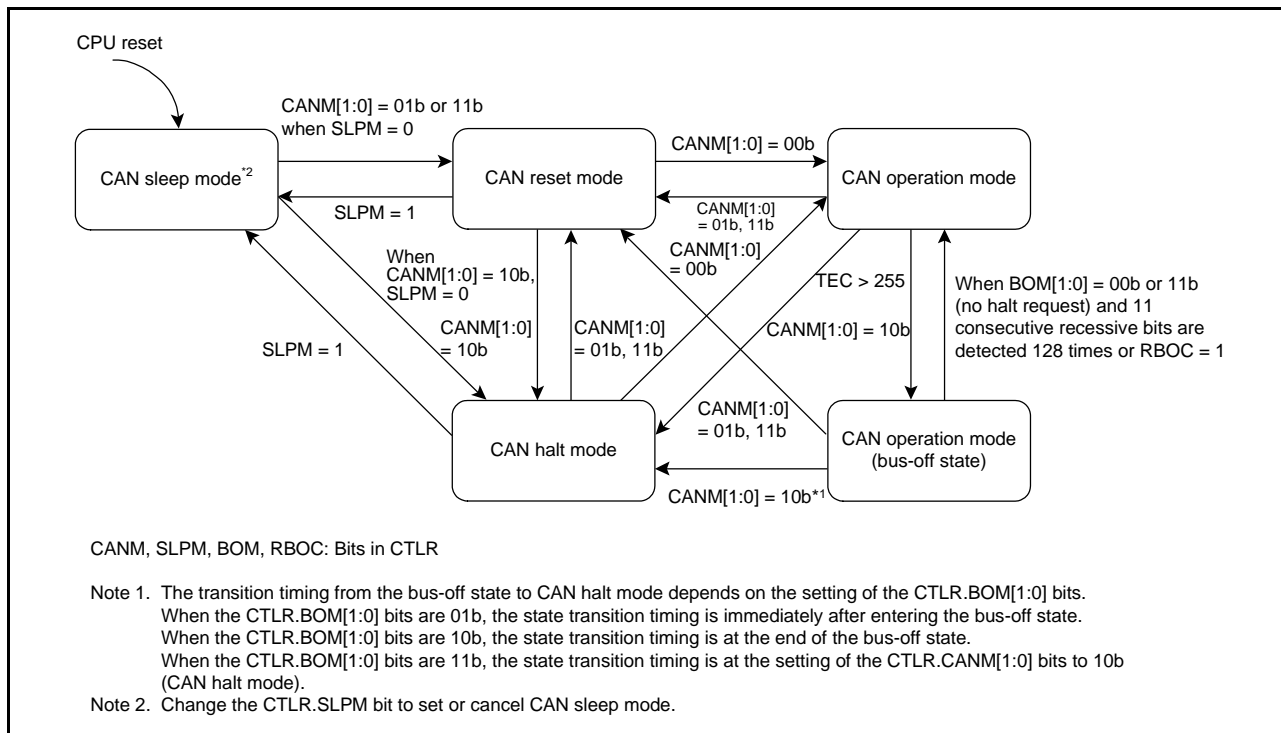 CPU reset
CANM[1:0] = 01b or 11b
when SLPM = 0
CAN sleep mode*2
CAN reset mode
CANM[1:0] = 00b
CAN operation mode
SLPM = 1
CANM[1:0]
= 01b, 11b
CANM[1:0]
= 00b
When
CANM[1:0] = 10b,
SLPM = 0
TEC > 255
When BOM[1:0] = 00b or 11b
(no halt request) and 11
consecutive recessive bits are
detected 128 times or RBOC = 1
CANM[1:0]
= 10b
CANM[1:0]
= 01b, 11b
CANM[1:0] = 10b
SLPM = 1
CANM[1:0]
= 01b, 11b
CAN halt mode
CAN operation mode
(bus-off state)
CANM[1:0] = 10b*1
CANM, SLPM, BOM, RBOC: Bits in CTLR
Note 1. The transition timing from the bus-off state to CAN halt mode depends on the setting of the CTLR.BOM[1:0] bits.
When the CTLR.BOM[1:0] bits are 01b, the state transition timing is immediately after entering the bus-off state.
When the CTLR.BOM[1:0] bits are 10b, the state transition timing is at the end of the bus-off state.
When the CTLR.BOM[1:0] bits are 11b, the state transition timing is at the setting of the CTLR.CANM[1:0] bits to 10b
(CAN halt mode).
Note 2. Change the CTLR.SLPM bit to set or cancel CAN sleep mode.